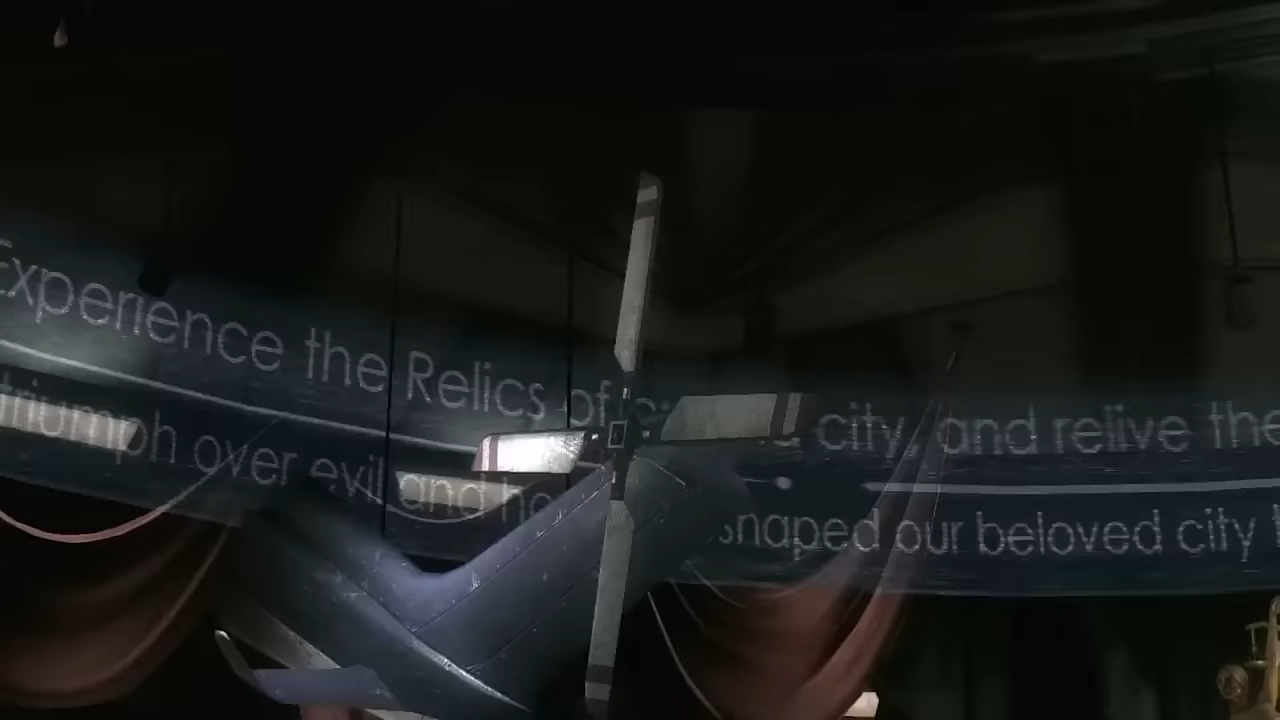 Experience the Relics of city, and relive the
triumph over evil and shaped our beloved city